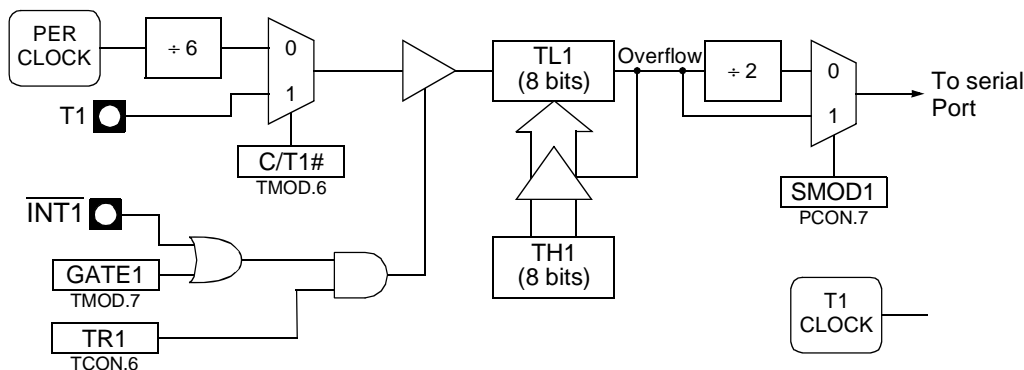 PER
CLOCK
÷ 6
0
1
T1
C/T1#
TMOD.6
TL1
(8 bits)
Overflow
÷ 2
0
1
To serial
Port
SMOD1
PCON.7
INT1
GATE1
TMOD.7
TR1
TCON.6
TH1
(8 bits)
T1
CLOCK